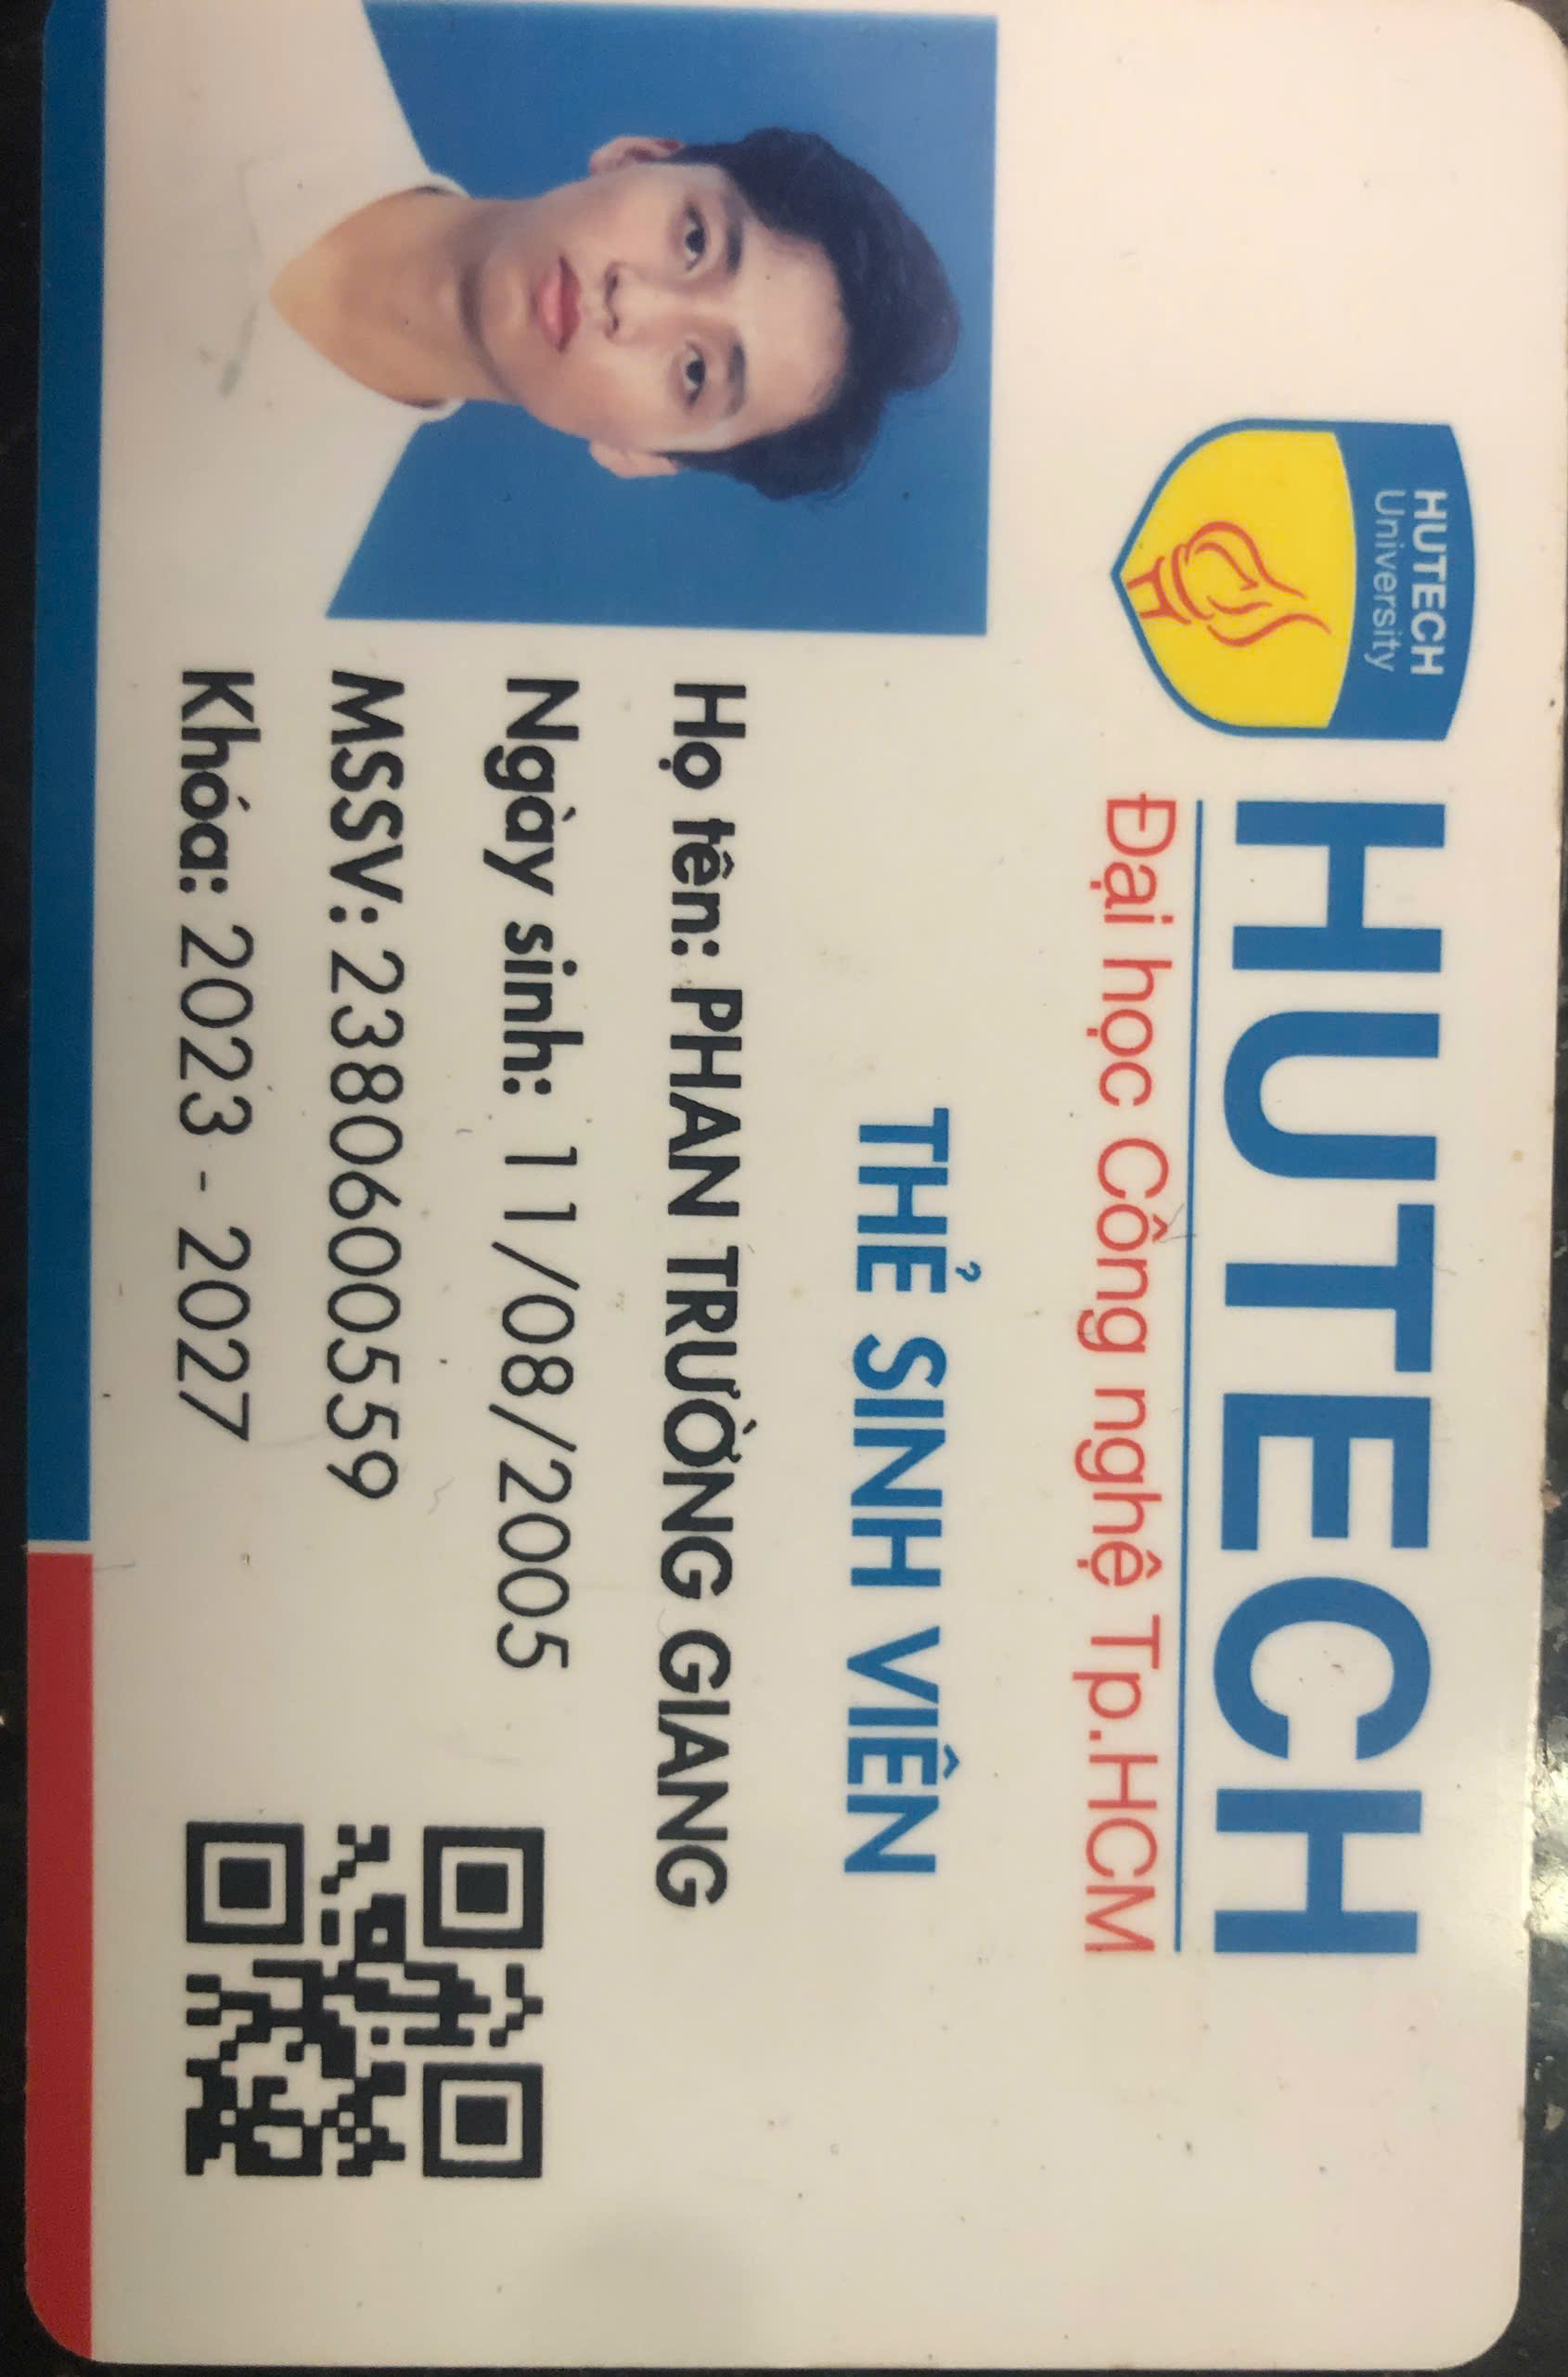 HUTECH
University
HUTECH
Đại học Công nghệ Tp.HCM
THẺ SINH VIÊN
Họ tên: PHAN TRƯỜNG GIANG
Ngày sinh: 11/08/2005
MSSV: 2380600559
Khóa: 2023 - 2027